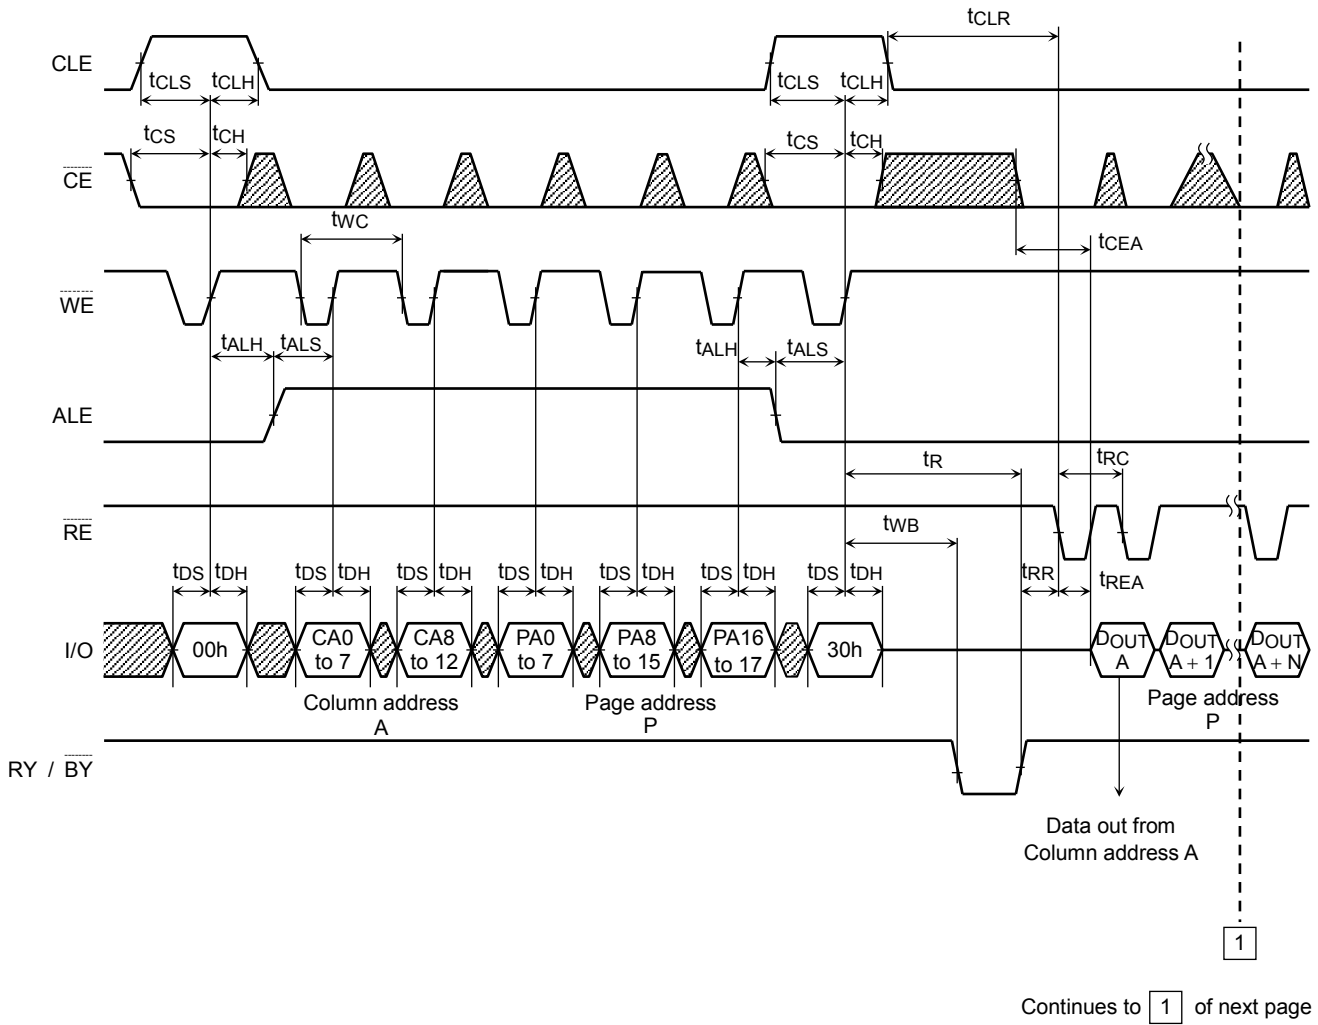 tCLR
CLE
tCLS tCLH tCLS tCLH
tCS tCH tCS tCH
CE
tWC
tCEA
WE
tALH tALS tALH tALS
ALE
tR tRC
RE
tWB
tDS tDH tDS tDH tDS tDH tDS tDH tDS tDH tDS tDH tDS tDH tRR tREA
I/O
00h
CA0
to 7
CA8
to 12
PA0
to 7
PA8
to 15
PA16
to 17
30h
DOUT
A
DOUT
A + 1
DOUT
A + N
Column address
A
Page address
P
Page address
P
RY / BY
Data out from
Column address A
1
Continues to 1 of next page